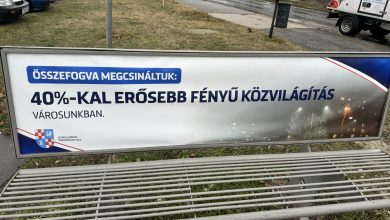 ÖSSZEFOGVA MEGCSINÁLTUK:
40%-KAL ERŐSEBB FÉNYŰ KÖZVILÁGÍTÁS
VÁROSUNKBAN.